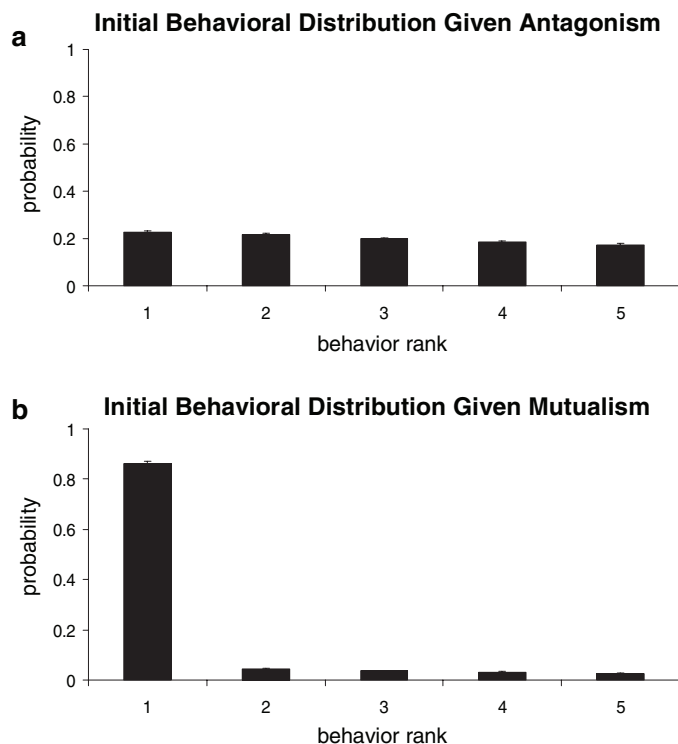 a
Initial Behavioral Distribution Given Antagonism
probability
1
0.8
0.6
0.4
0.2
0
1 2 3 4 5
behavior rank
b
Initial Behavioral Distribution Given Mutualism
probability
1
0.8
0.6
0.4
0.2
0
1 2 3 4 5
behavior rank